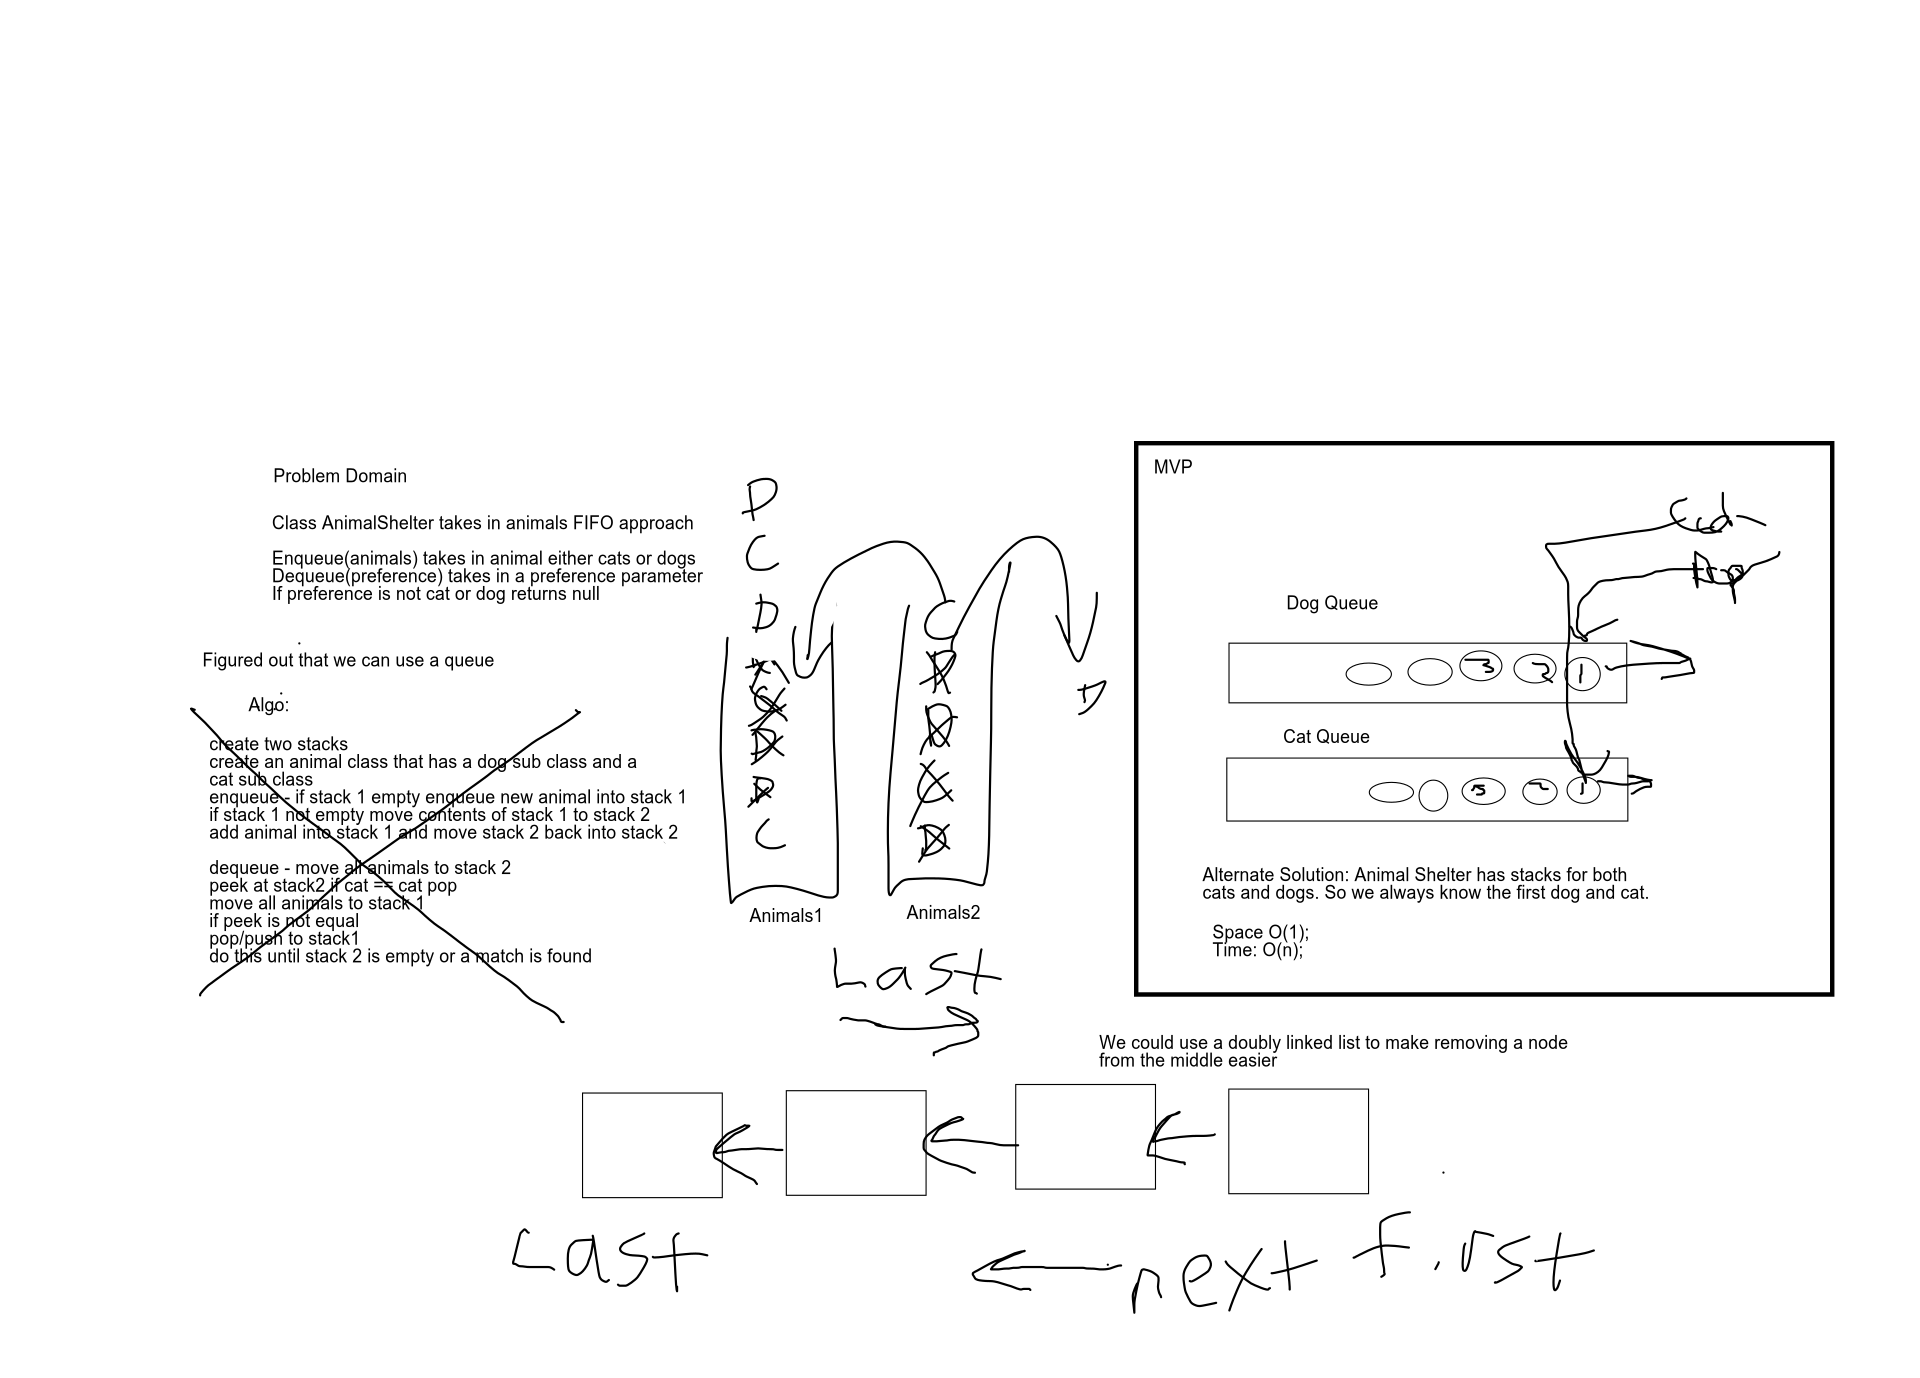 Problem Domain
Class AnimalShelter takes in animals FIFO approach
Enqueue(animals) takes in animal either cats or dogs
Dequeue(preference) takes in a preference parameter
If preference is not cat or dog returns null
Figured out that we can use a queue
Algo:
create two stacks
create an animal class that has a dog sub class and a
cat sub class
enqueue - if stack 1 empty enqueue new animal into stack 1
if stack 1 not empty move contents of stack 1 to stack 2
add animal into stack 1 and move stack 2 back into stack 2
dequeue - move all animals to stack 2
peek at stack2 if cat == cat pop
move all animals to stack 1
if peek is not equal
pop/push to stack1
do this until stack 2 is empty or a match is found
D
C
D
C
D
D
C
Animals1
C
D
D
C
D
Animals2
D
MVP
Dog Queue
3 2 1
Cat Queue
3 2 1
Alternate Solution: Animal Shelter has stacks for both
cats and dogs. So we always know the first dog and cat.
Space O(1);
Time: O(n);
Last
We could use a doubly linked list to make removing a node
from the middle easier
Last
next
first